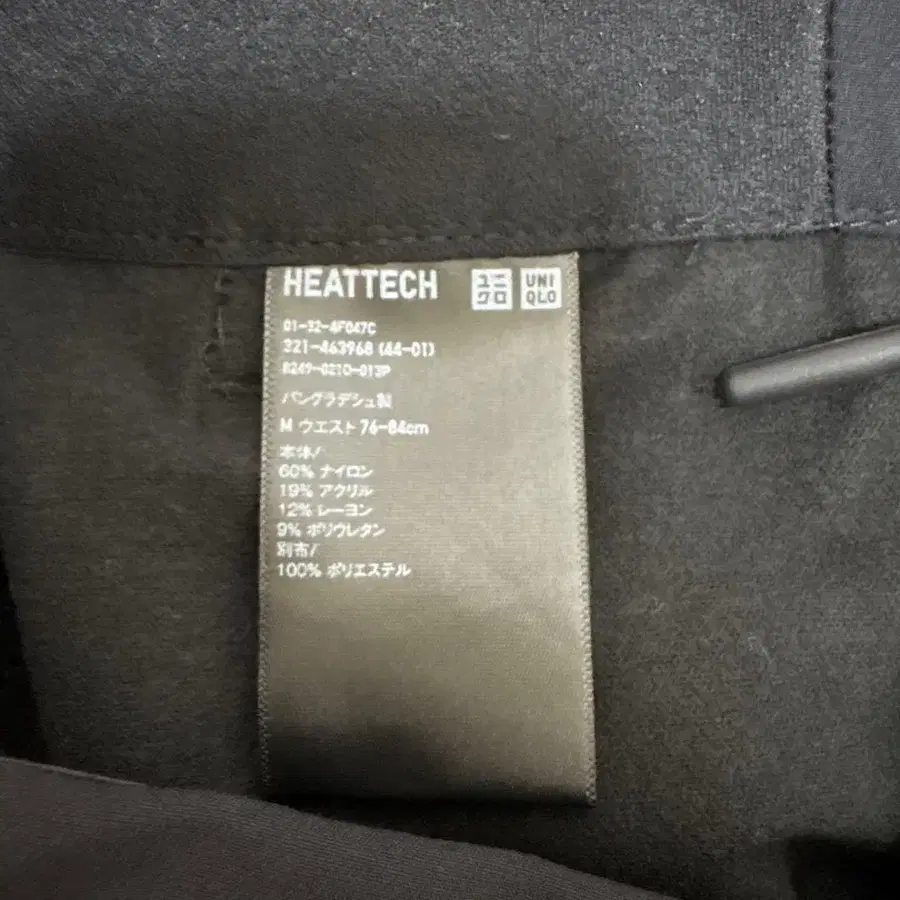 HEATTECH
ユニ
クロ
UNI
QLO
01-32-4F047C
321-463968 (44-01)
8249-0210-013P
バングラデシュ製
M ウエスト 76-84cm
本体/
60% ナイロン
19% アクリル
12% レーヨン
9% ポリウレタン
別布/
100% ポリエステル